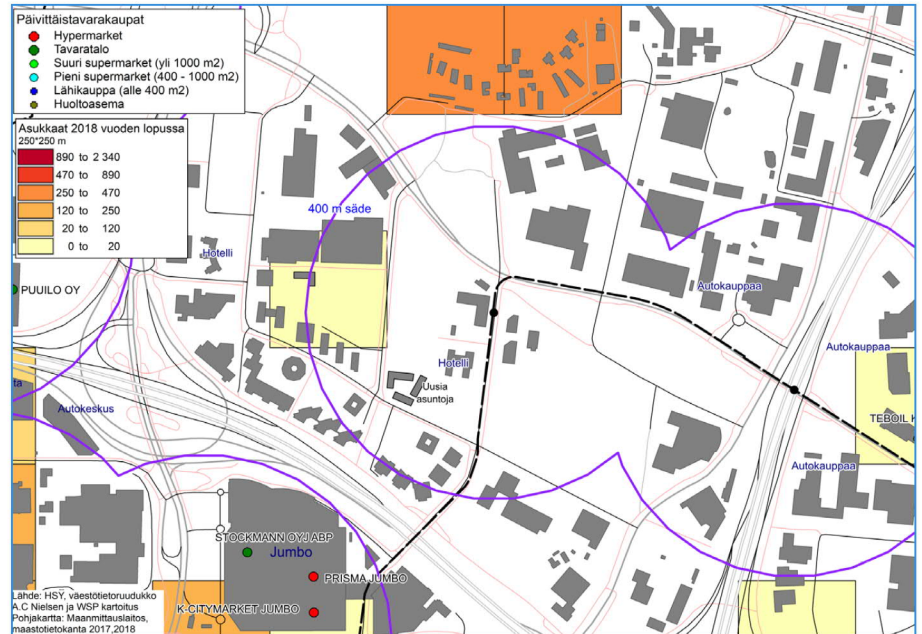 Päivittäistavarakaupat
Hypermarket
Tavaratalo
Suuri supermarket (yli 1000 m2)
Pieni supermarket (400 - 1000 m2)
Lähikauppa (alle 400 m2)
Huoltoasema
Asukkaat 2018 vuoden lopussa
250*250 m
890 to 2 340
470 to 890
250 to 470
120 to 250
20 to 120
0 to 20
400 m säde
Hotelli
PUUILO OY
Autokauppaa
Autokauppaa
Hotelli
Uusia
asuntoja
ta
Autokeskus
TEBOIL K
Autokauppaa
STOCKMANN OYJ ABP
Jumbo
PRISMA JUMBO
K-CITYMARKET JUMBO
Lähde: HSY, väestötietoruudukko
A.C Nielsen ja WSP kartoitus
Pohjakartta: Maanmittauslaitos,
maastotietokanta 2017,2018